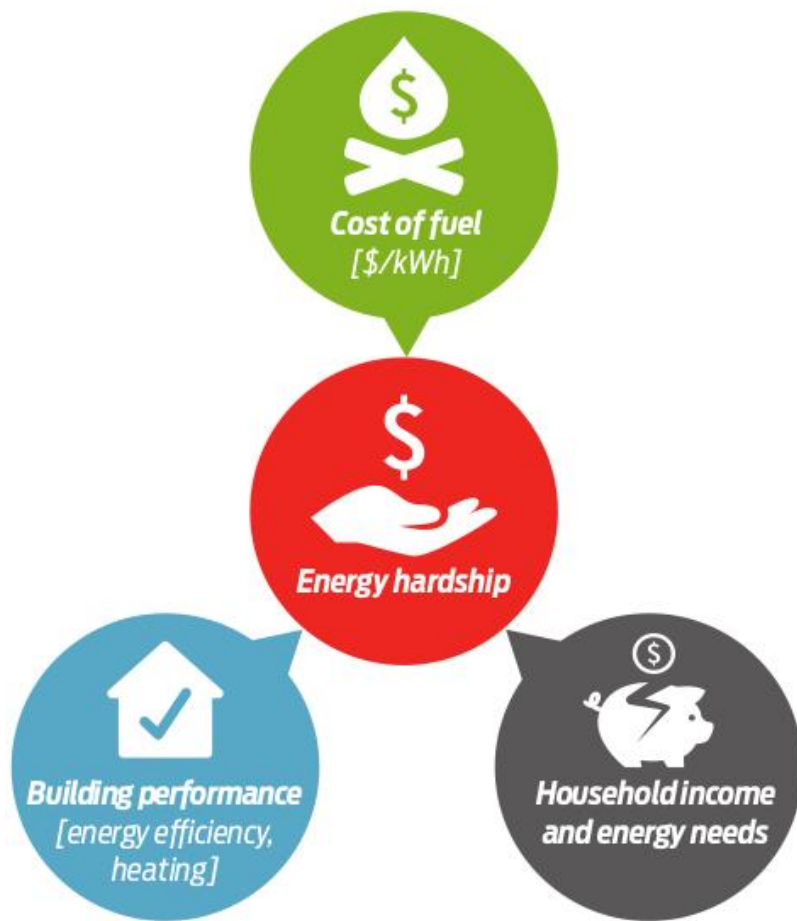 $
Cost of fuel
[$/kWh]
$
Energy hardship
Building performance
[energy efficiency,
heating]
$
Household income
and energy needs